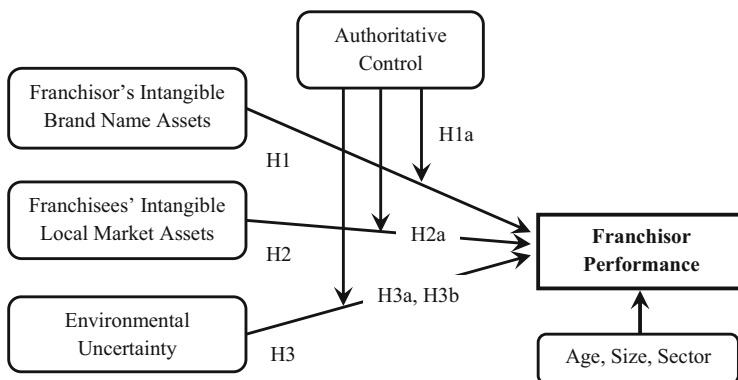 Authoritative
Control
Franchisor's Intangible
Brand Name Assets
H1a
H1
Franchisees' Intangible
Local Market Assets
H2a
H2
Franchisor
Performance
H3a, H3b
Environmental
Uncertainty
H3
Age, Size, Sector